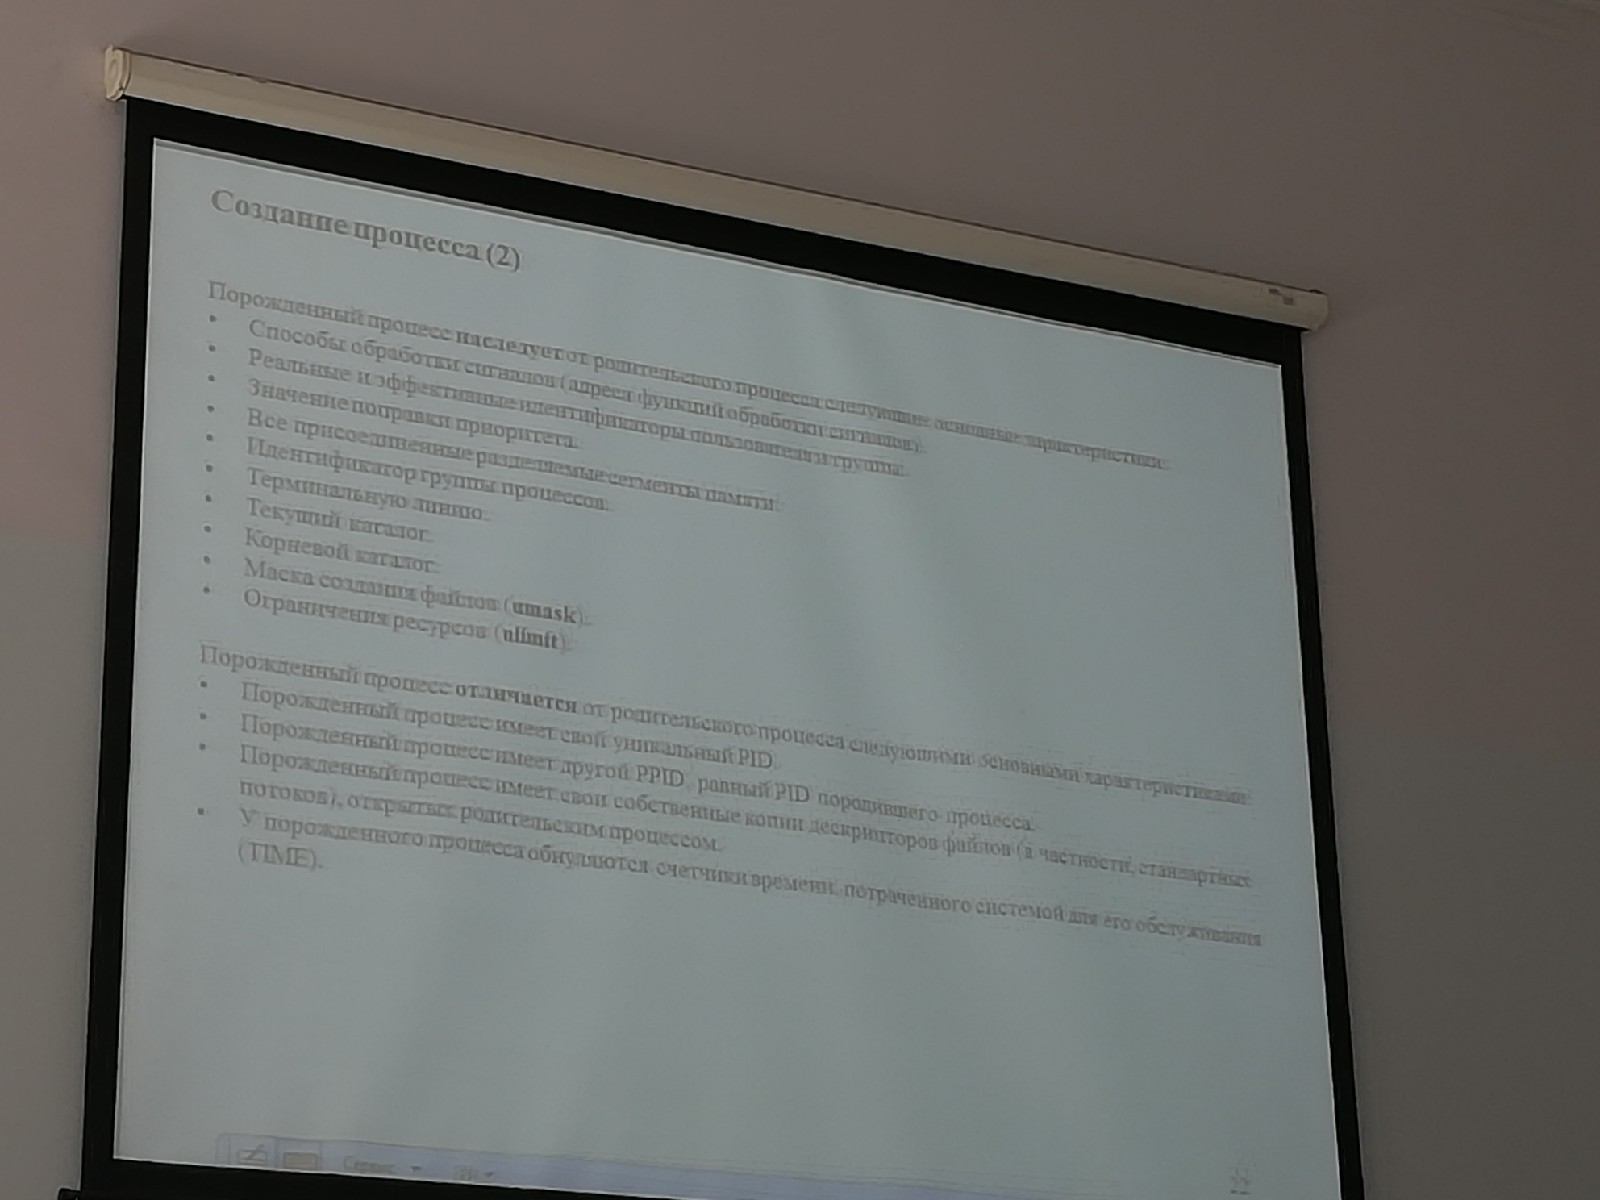 Создание процесса (2)
Порожденный процесс наследует от родительского процесса следующие основные характеристики:
• Способы обработки сигналов (адреса функций обработки сигналов).
• Реальные и эффективные идентификаторы пользователя и группы.
• Значение поправки приоритета.
• Все присоединенные разделяемые сегменты памяти.
• Идентификатор группы процессов.
• Терминальную линию.
• Текущий каталог.
• Корневой каталог.
• Маска создания файлов (umask).
• Ограничения ресурсов (ulimit).
Порожденный процесс отличается от родительского процесса следующими основными характеристиками:
• Порожденный процесс имеет свой уникальный PID.
• Порожденный процесс имеет другой PPID, равный PID породившего процесса.
• Порожденный процесс имеет свои собственные копии дескрипторов файлов (в частности, стандартных
потоков), открытых родительским процессом.
• У порожденного процесса обнуляются счетчики времени, потраченного системой для его обслуживания
(TIME).
Сервис